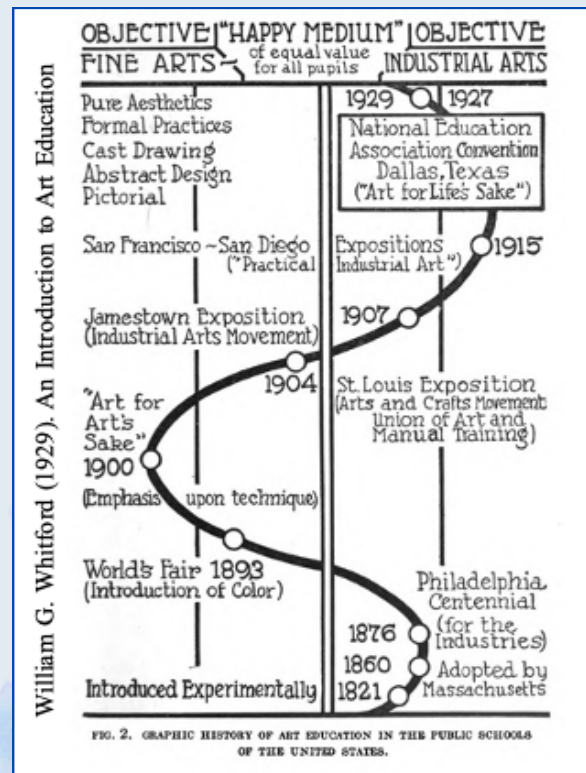 William G. Whitford (1929). An Introduction to Art Education
OBJECTIVE "HAPPY MEDIUM" OBJECTIVE
FINE ARTS of equal value for all pupils INDUSTRIAL ARTS
1929 1927
Pure Aesthetics
Formal Practices
Cast Drawing
Abstract Design
Pictorial
National Education
Association Convention
Dallas, Texas
("Art for Life's Sake")
San Francisco ~ San Diego Expositions 1915
("Practical Industrial Art")
1907
Jamestown Exposition
(Industrial Arts Movement)
1904
St. Louis Exposition
(Arts and Crafts Movement
Union of Art and
Manual Training)
"Art for
Art's
Sake"
1900
(Emphasis upon technique)
World's Fair 1893
(Introduction of Color)
Philadelphia
Centennial
(for the
Industries)
1876
1860
Adopted by
Massachusetts
Introduced Experimentally 1821
FIG. 2. GRAPHIC HISTORY OF ART EDUCATION IN THE PUBLIC SCHOOLS
OF THE UNITED STATES.